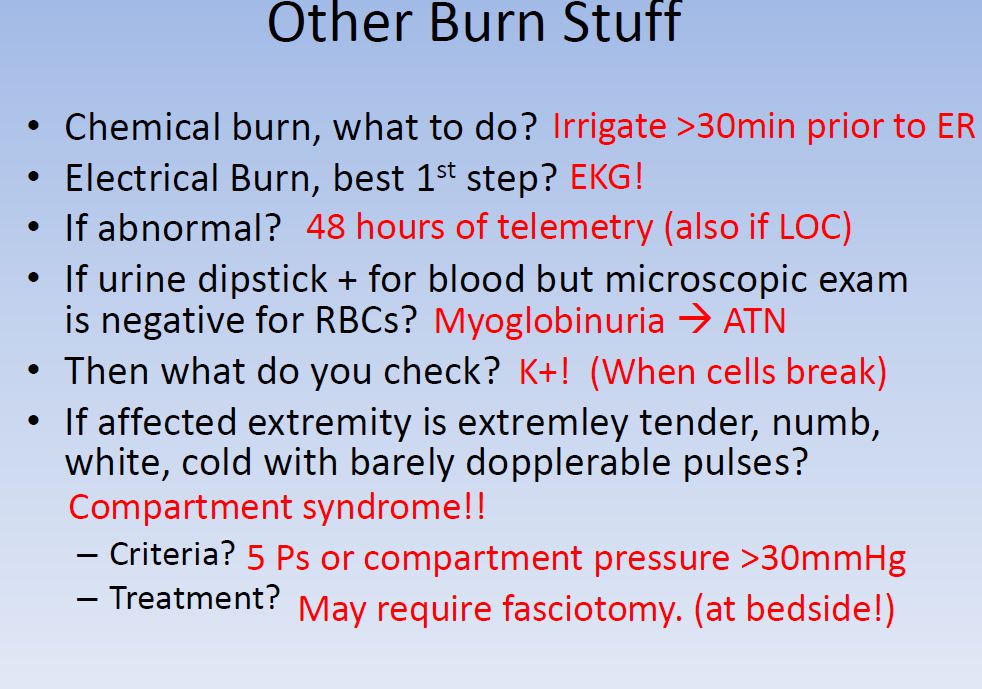 Other Burn Stuff
• Chemical burn, what to do? Irrigate >30min prior to ER
• Electrical Burn, best 1st step? EKG!
• If abnormal? 48 hours of telemetry (also if LOC)
• If urine dipstick + for blood but microscopic exam
is negative for RBCs? Myoglobinuria → ATN
• Then what do you check? K+! (When cells break)
• If affected extremity is extremley tender, numb,
white, cold with barely dopplerable pulses?
Compartment syndrome!!
– Criteria? 5 Ps or compartment pressure >30mmHg
– Treatment? May require fasciotomy. (at bedside!)